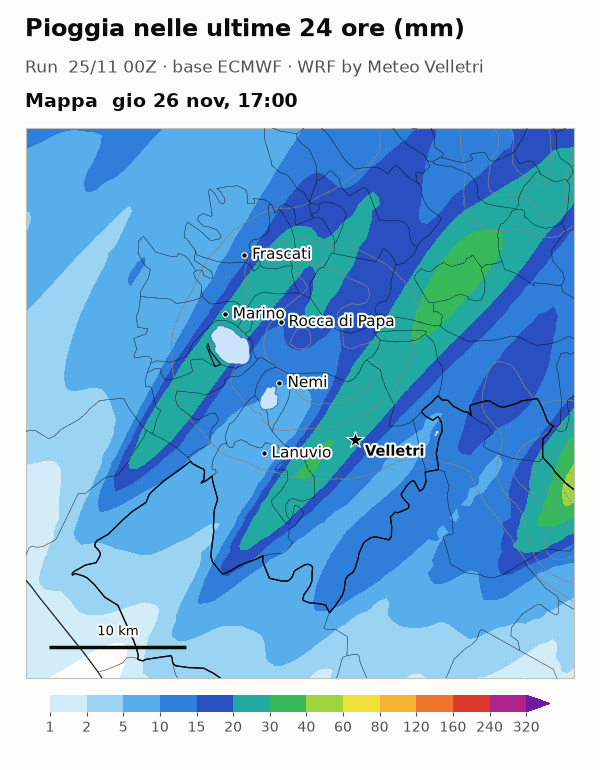 Pioggia nelle ultime 24 ore (mm)
Run 25/11 00Z · base ECMWF · WRF by Meteo Velletri
Mappa gio 26 nov, 17:00
Frascati
Marino
Rocca di Papa
Nemi
Velletri
Lanuvio
10 km
1 2 5 10 15 20 30 40 60 80 120 160 240 320